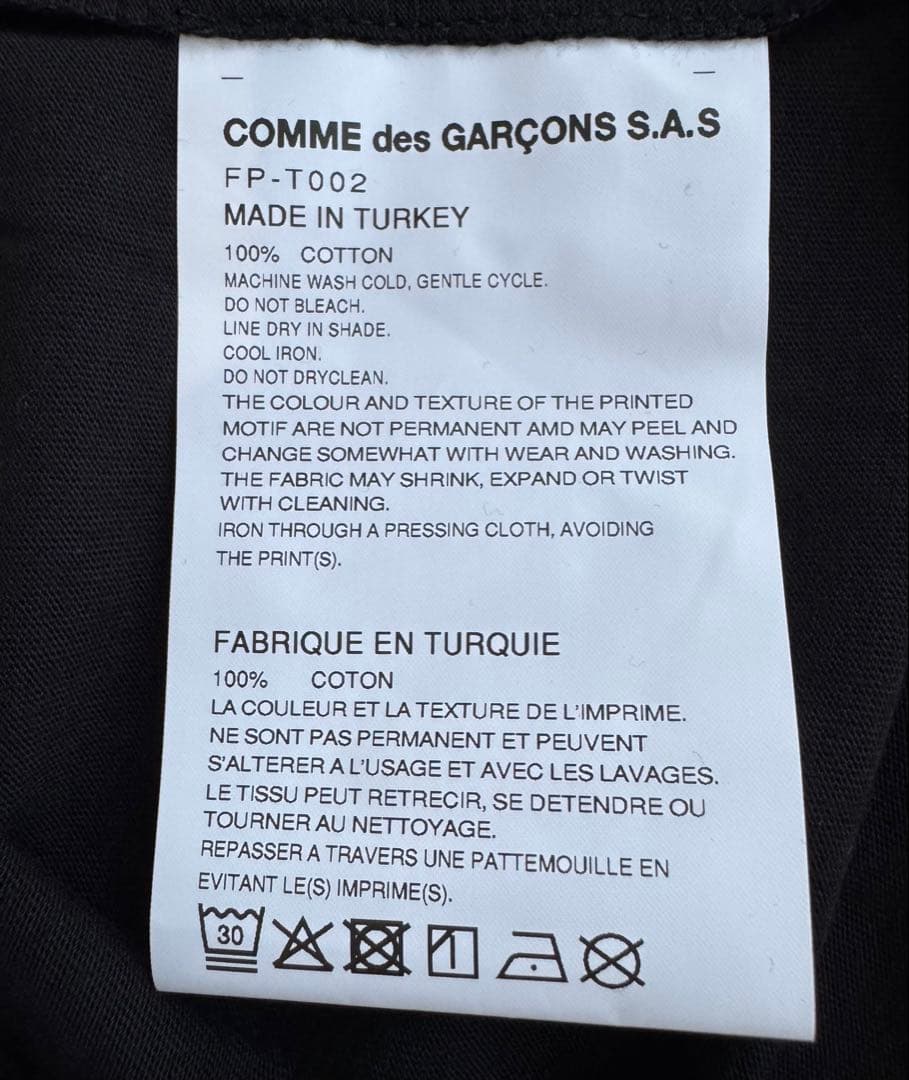 COMME des GARÇONS S.A.S
FP-T002
MADE IN TURKEY
100% COTTON
MACHINE WASH COLD, GENTLE CYCLE.
DO NOT BLEACH.
LINE DRY IN SHADE.
COOL IRON.
DO NOT DRYCLEAN.
THE COLOUR AND TEXTURE OF THE PRINTED
MOTIF ARE NOT PERMANENT AMD MAY PEEL AND
CHANGE SOMEWHAT WITH WEAR AND WASHING.
THE FABRIC MAY SHRINK, EXPAND OR TWIST
WITH CLEANING.
IRON THROUGH A PRESSING CLOTH, AVOIDING
THE PRINT(S).
FABRIQUE EN TURQUIE
100% COTON
LA COULEUR ET LA TEXTURE DE L'IMPRIME.
NE SONT PAS PERMANENT ET PEUVENT
S'ALTERER A L'USAGE ET AVEC LES LAVAGES.
LE TISSU PEUT RETRECIR, SE DETENDRE OU
TOURNER AU NETTOYAGE.
REPASSER A TRAVERS UNE PATTEMOUILLE EN
EVITANT LE(S) IMPRIME(S).
30